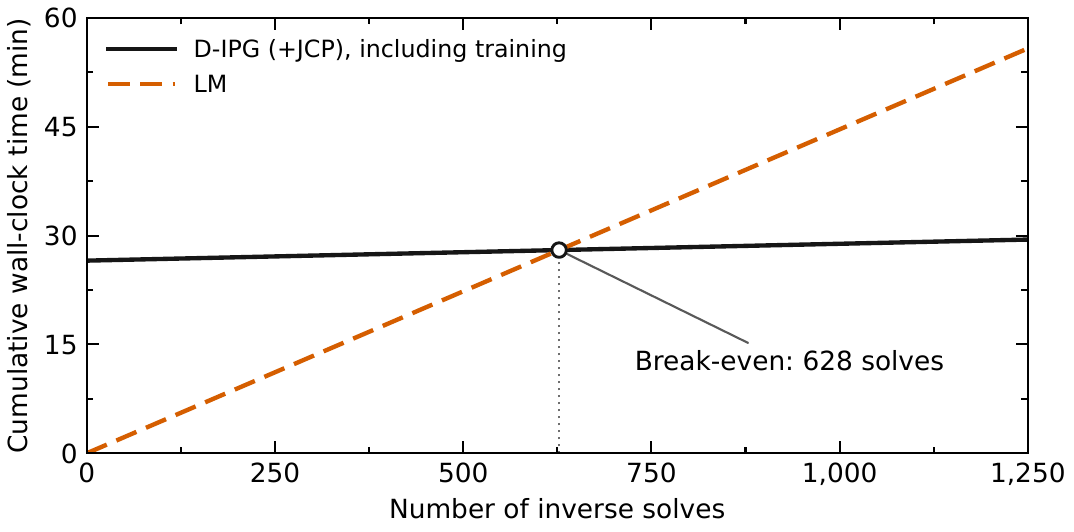 Cumulative wall-clock time (min)
60
45
30
15
0
D-IPG (+JCP), including training
LM
Break-even: 628 solves
0 250 500 750 1,000 1,250
Number of inverse solves